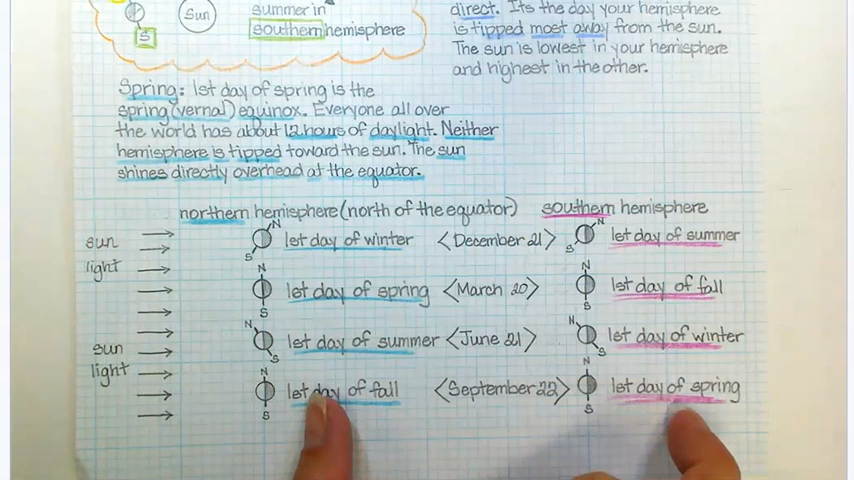 S
Sun
summer in
southern hemisphere
direct. Its the day your hemisphere
is tipped most away from the sun.
The sun is lowest in your hemisphere
and highest in the other.
Spring: 1st day of spring is the
spring (vernal) equinox. Everyone all over
the world has about 12 hours of daylight. Neither
hemisphere is tipped toward the sun. The sun
shines directly overhead at the equator.
northern hemisphere (north of the equator) southern hemisphere
sun
light
N
S
1st day of winter <December 21>
N
S
1st day of summer
N
S
1st day of spring <March 20>
N
S
1st day of fall
sun
light
N
S
1st day of summer <June 21>
N
S
1st day of winter
N
S
1st day of fall <September 22>
N
S
1st day of spring